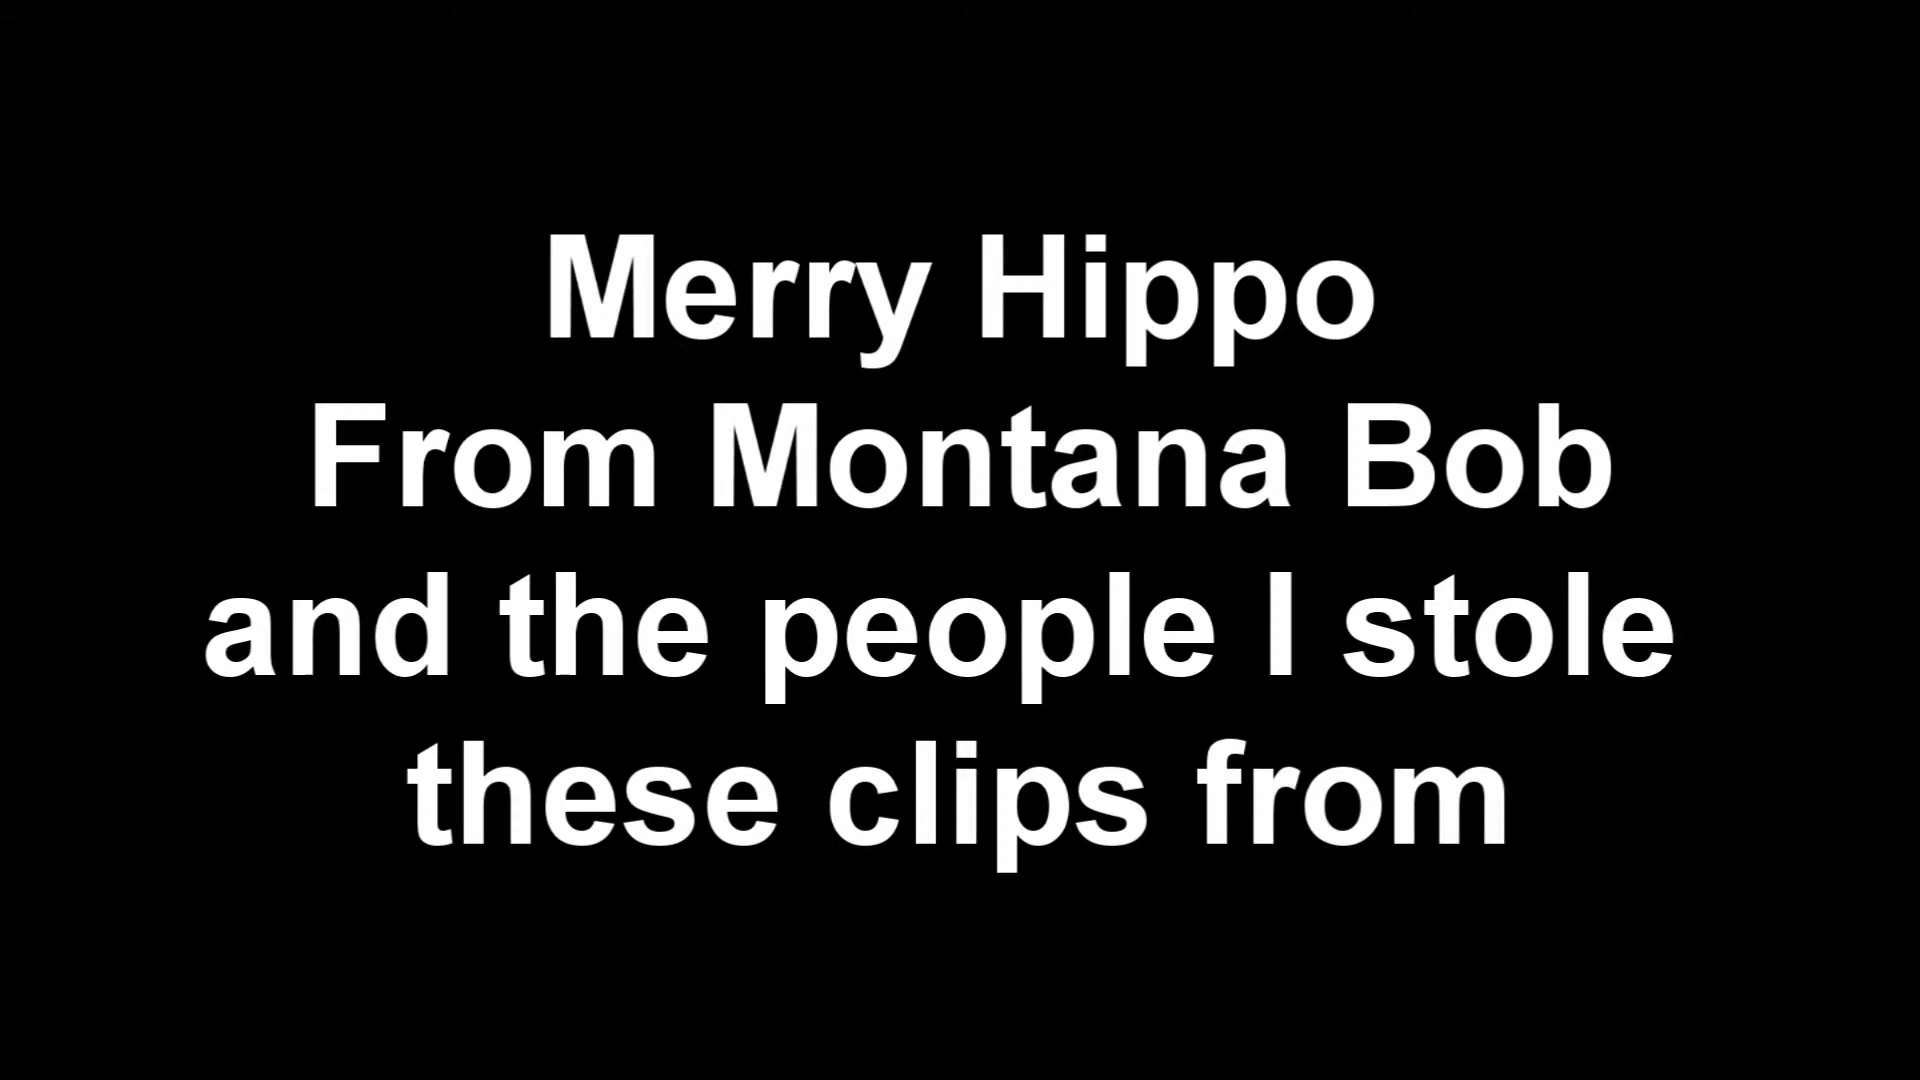 Merry Hippo
From Montana Bob
and the people I stole
these clips from